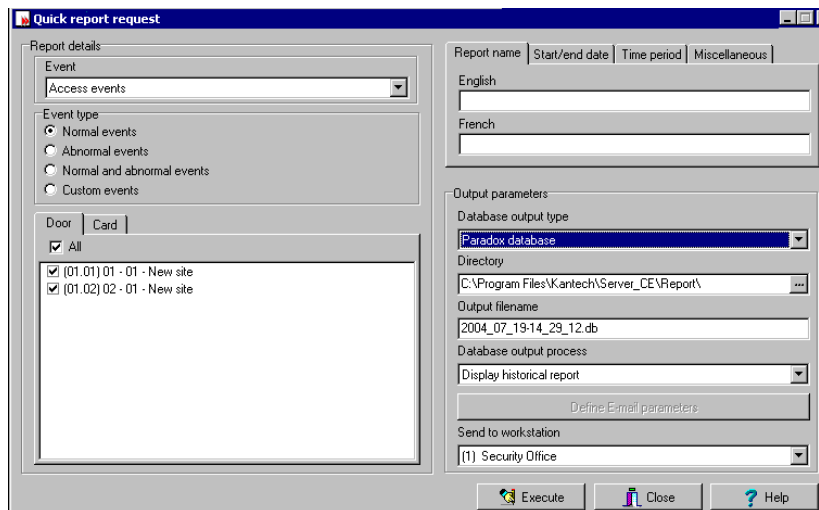 Quick report request
Report details
Event
Access events
Event type
Normal events
Abnormal events
Normal and abnormal events
Custom events
Door
Card
All
(01.01) 01 - 01 - New site
(01.02) 02 - 01 - New site
Report name
Start/end date
Time period
Miscellaneous
English
French
Output parameters
Database output type
Paradox database
Directory
C:\Program Files\Kantech\Server_CE\Report\
...
Output filename
2004_07_19-14_29_12.db
Database output process
Display historical report
Define E-mail parameters
Send to workstation
(1) Security Office
Execute
Close
? Help